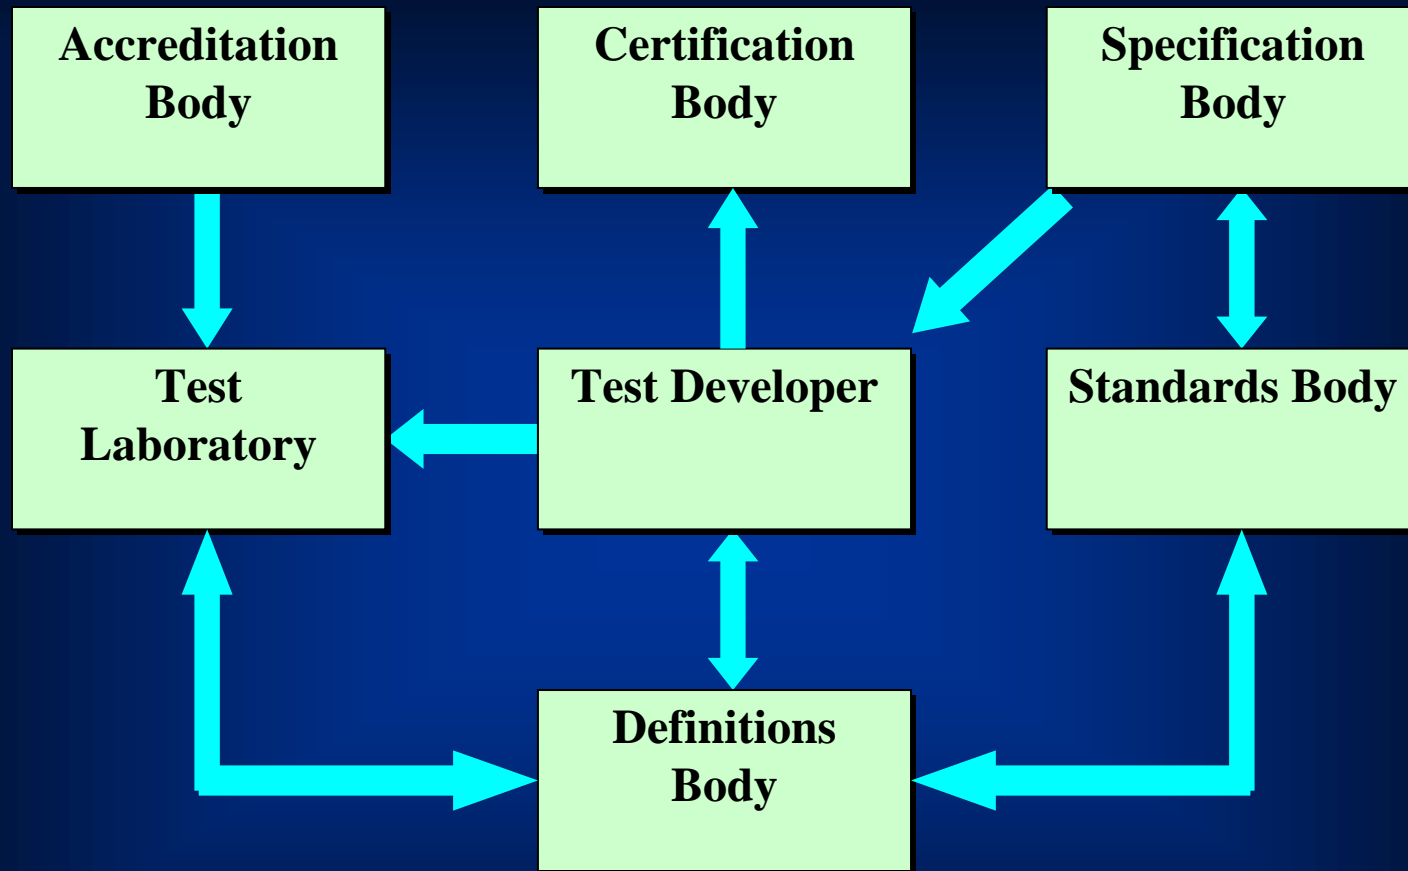 Accreditation
Body
Certification
Body
Specification
Body
Test
Laboratory
Test Developer
Standards Body
Definitions
Body